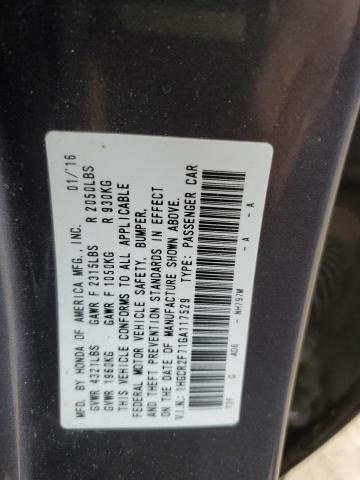 MFD. BY HONDA OF AMERICA MFG., INC. 01/'16
GVWR 4321LBS GAWR F 2315LBS R 2050LBS
GVWR 1960KG GAWR F 1050KG R 930KG
THIS VEHICLE CONFORMS TO ALL APPLICABLE
FEDERAL MOTOR VEHICLE SAFETY, BUMPER,
AND THEFT PREVENTION STANDARDS IN EFFECT
ON THE DATE OF MANUFACTURE SHOWN ABOVE.
V.I.N.: 1HGCR2F71GA117529 TYPE: PASSENGER CAR
T2F G A06 - NH797M - A - A